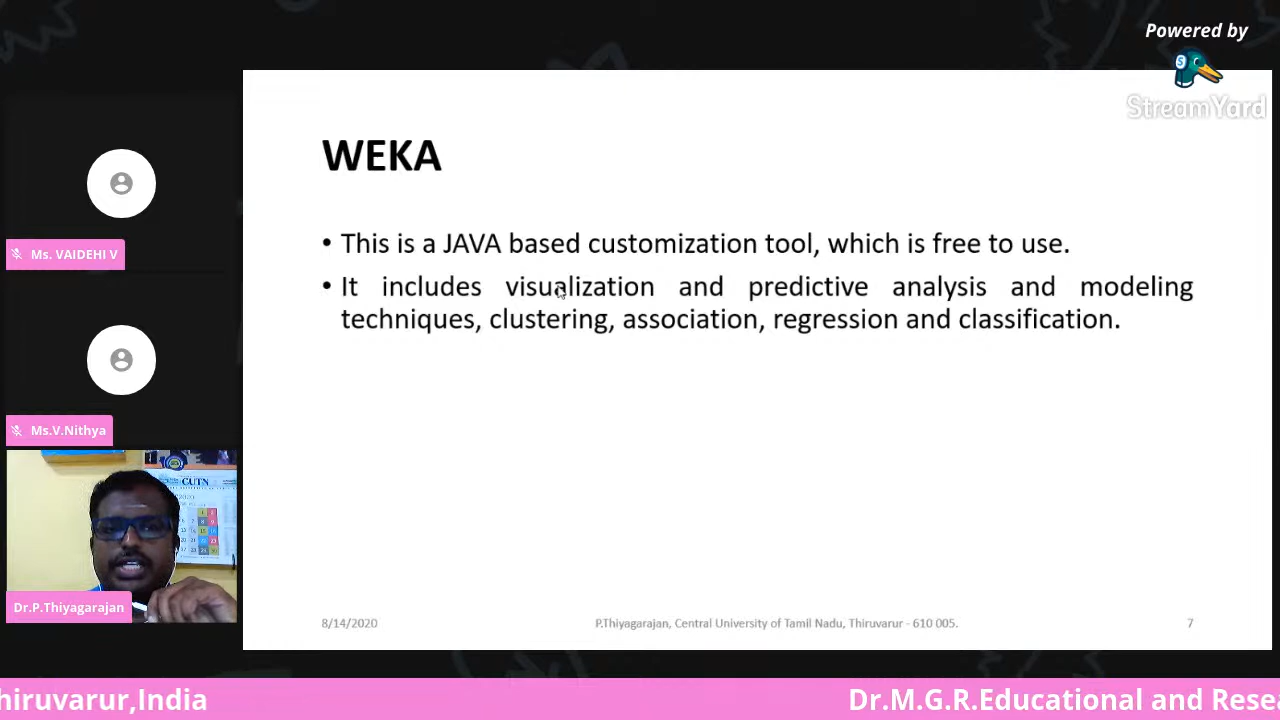 Powered by
StreamYard
WEKA
• This is a JAVA based customization tool, which is free to use.
• It includes visualization and predictive analysis and modeling
techniques, clustering, association, regression and classification.
Ms. VAIDEHI V
Ms.V.Nithya
CUTN
Dr.P.Thiyagarajan
8/14/2020
P.Thiyagarajan, Central University of Tamil Nadu, Thiruvarur - 610 005.
7
hiruvarur,India
Dr.M.G.R.Educational and Resea